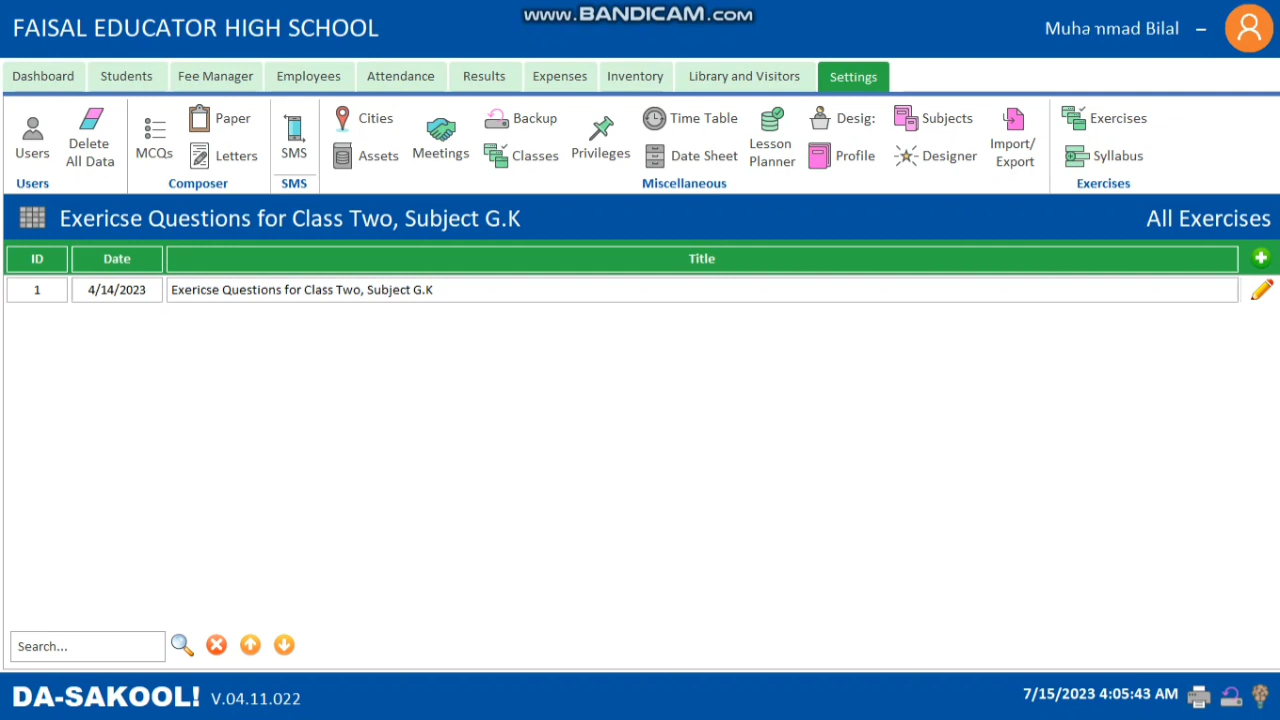 www.BANDICAM.com
FAISAL EDUCATOR HIGH SCHOOL
Muhammad Bilal
Dashboard Students Fee Manager Employees Attendance Results Expenses Inventory Library and Visitors Settings
Users
Delete All Data
Users
MCQs
Paper
Letters
Composer
SMS
SMS
Cities
Assets
Meetings
Backup
Classes
Privileges
Time Table
Date Sheet
Lesson Planner
Desig:
Profile
Subjects
Designer
Import/ Export
Miscellaneous
Exercises
Syllabus
Exercises
Exericse Questions for Class Two, Subject G.K
All Exercises
ID Date Title
1 4/14/2023 Exericse Questions for Class Two, Subject G.K
Search...
DA-SAKOOL! V.04.11.022
7/15/2023 4:05:43 AM